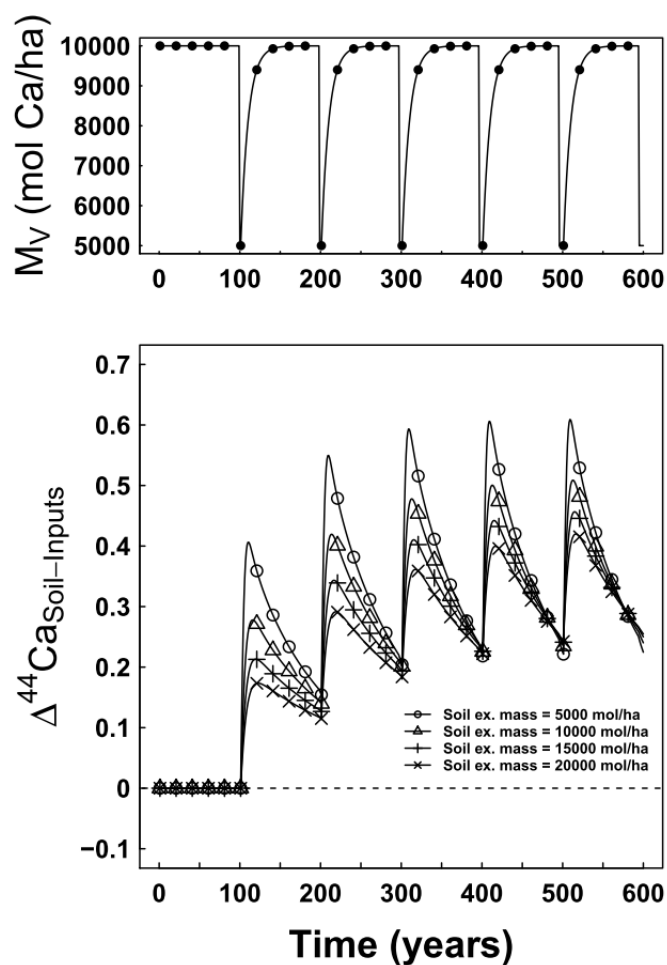 M_V (mol Ca/ha)
10000
9000
8000
7000
6000
5000
0 100 200 300 400 500 600
Δ⁴⁴Ca_Soil−Inputs
0.7
0.6
0.5
0.4
0.3
0.2
0.1
0
−0.1
Soil ex. mass = 5000 mol/ha
Soil ex. mass = 10000 mol/ha
Soil ex. mass = 15000 mol/ha
Soil ex. mass = 20000 mol/ha
0 100 200 300 400 500 600
Time (years)